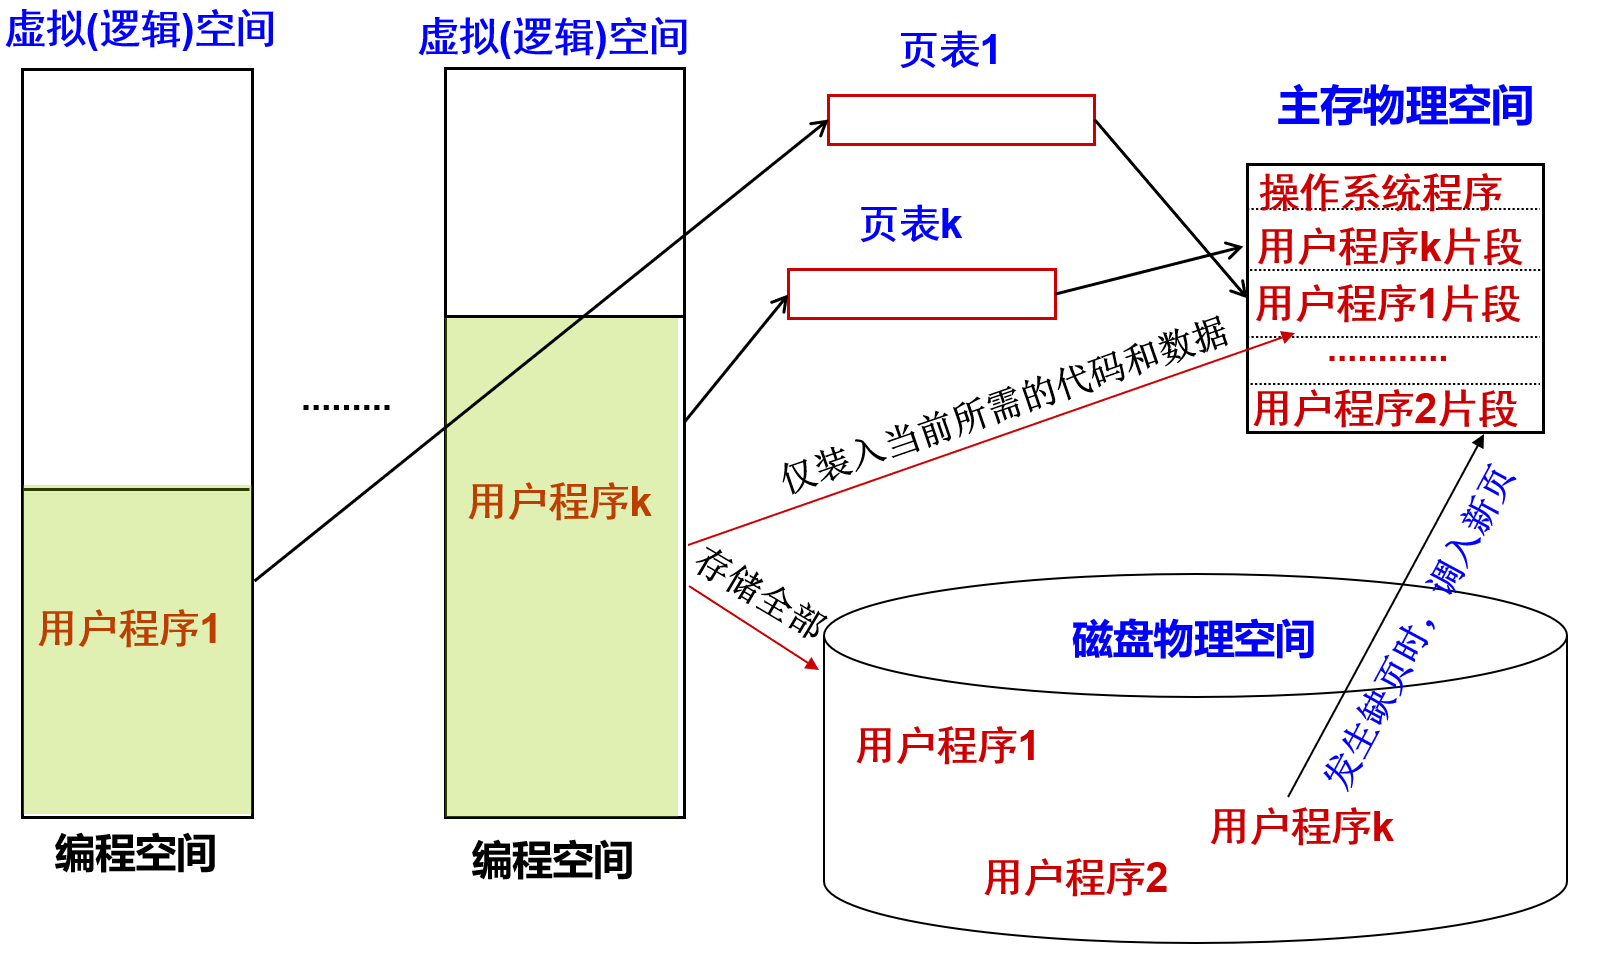 虚拟(逻辑)空间
虚拟(逻辑)空间
页表1
主存物理空间
操作系统程序
页表k
用户程序k片段
用户程序1片段
............
用户程序2片段
仅装入当前所需的代码和数据
.........
用户程序k
存储全部
用户程序1
磁盘物理空间
发生缺页时，调入新页
用户程序1
用户程序k
用户程序2
编程空间
编程空间